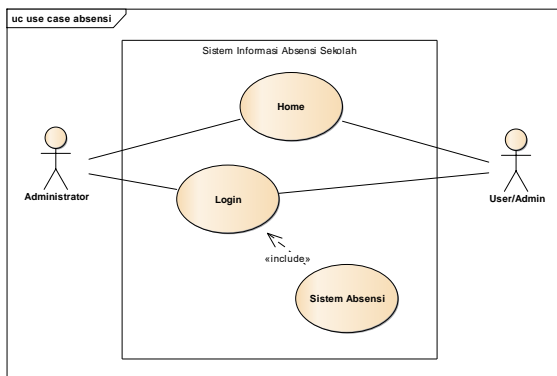 uc use case absensi
Sistem Informasi Absensi Sekolah
Home
Administrator
User/Admin
Login
«include»
Sistem Absensi